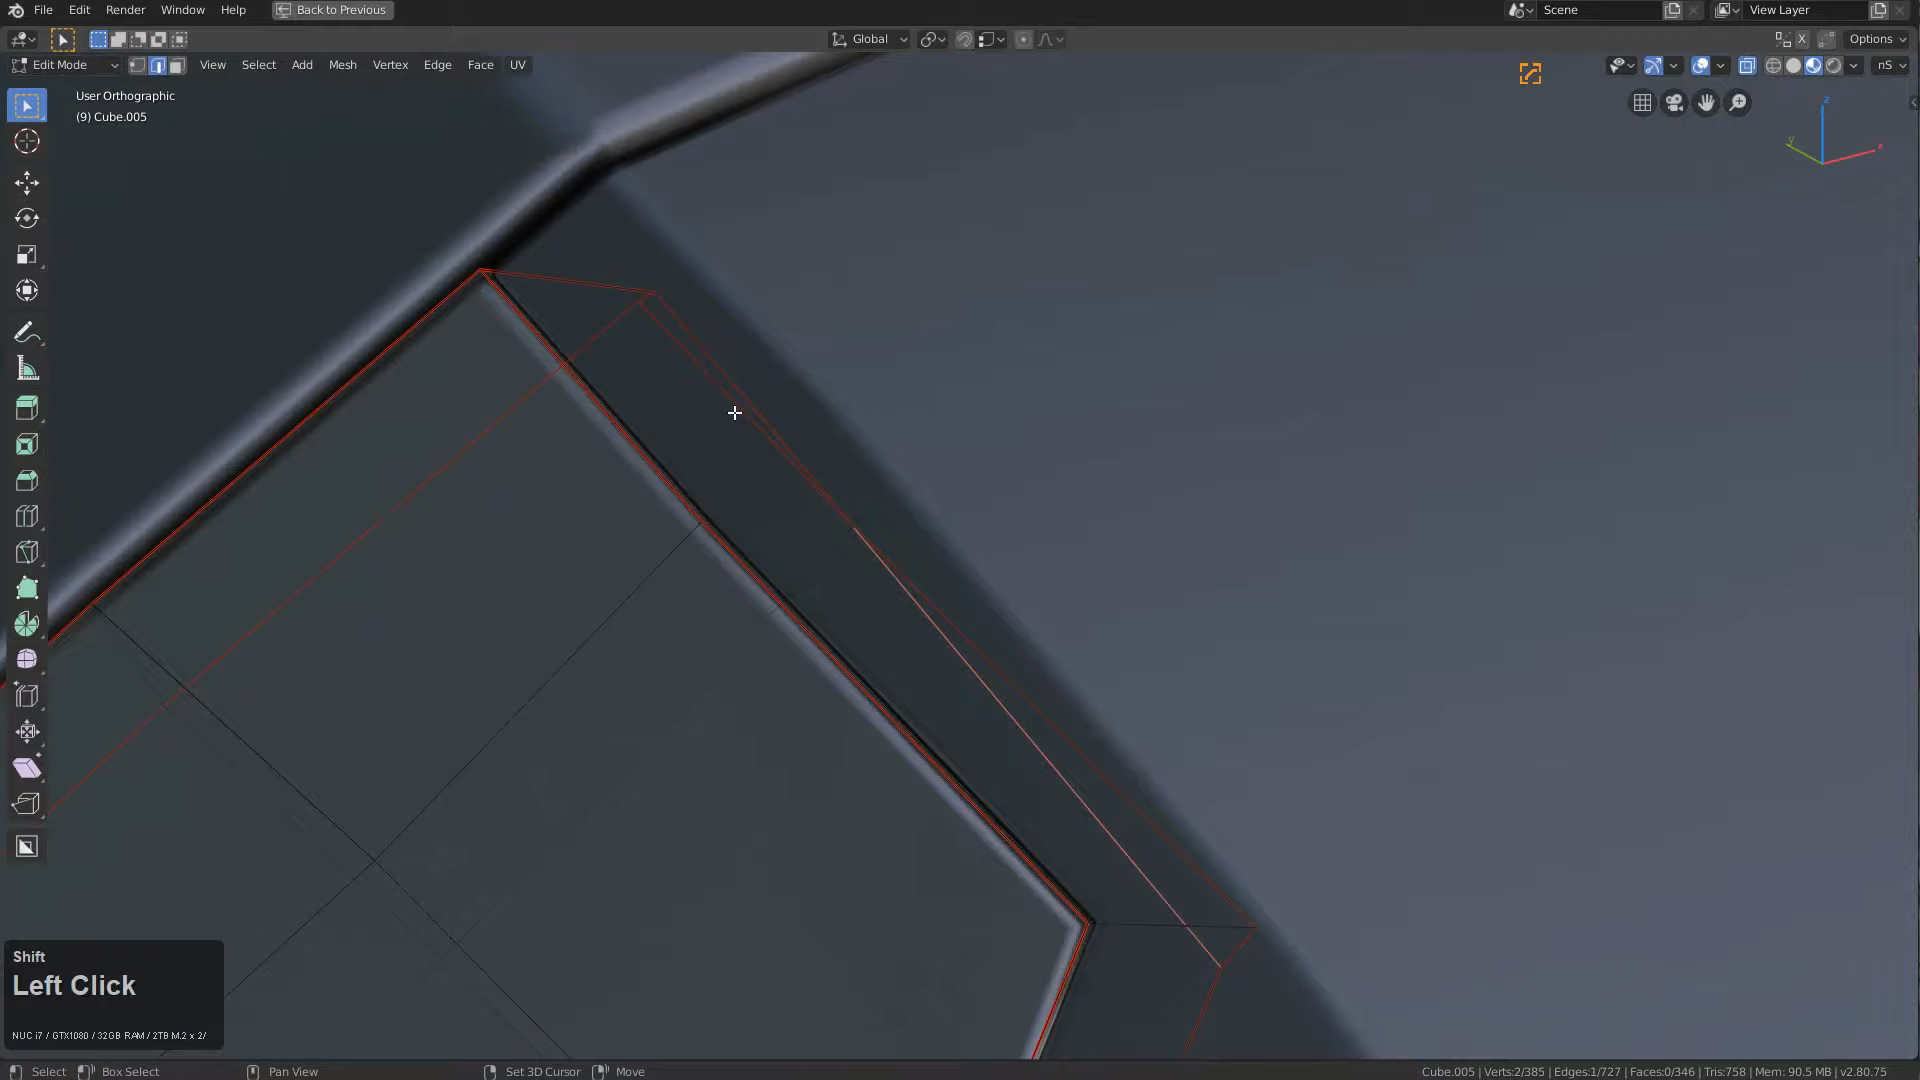 File Edit Render Window Help Back to Previous Scene View Layer
Global X Options
Edit Mode View Select Add Mesh Vertex Edge Face UV nS
User Orthographic
(9) Cube.005
z
y
x
Shift
Left Click
NUC i7 / GTX1080 / 32GB RAM / 2TB M.2 x 2/
Select Box Select Pan View Set 3D Cursor Move Cube.005 | Verts:2/385 | Edges:1/727 | Faces:0/346 | Tris:758 | Mem: 90.5 MB | v2.80.75